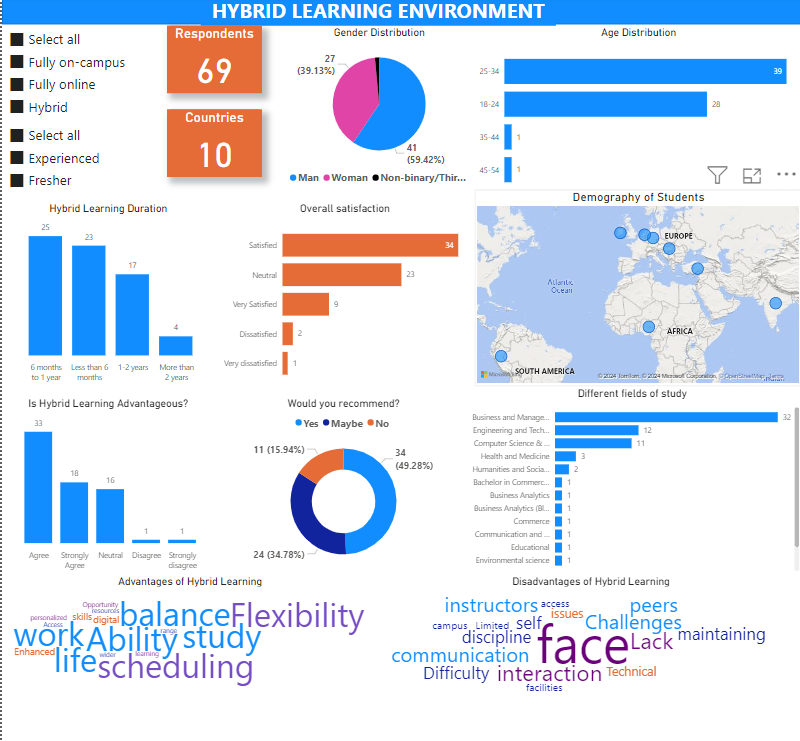 HYBRID LEARNING ENVIRONMENT
Select all
Fully on-campus
Fully online
Hybrid
Select all
Experienced
Fresher
Respondents
69
Countries
10
Gender Distribution
27
(39.13%)
41
(59.42%)
Man Woman Non-binary/Thir...
Age Distribution
25-34 39
18-24 28
35-44 1
45-54 1
Hybrid Learning Duration
25
23
17
4
6 months to 1 year
Less than 6 months
1-2 years
More than 2 years
Overall satisfaction
Satisfied 34
Neutral 23
Very Satisfied 9
Dissatisfied 2
Very dissatisfied 1
Demography of Students
EUROPE
Atlantic
Ocean
AFRICA
SOUTH AMERICA
© 2024 TomTom, © 2024 Microsoft Corporation, © OpenStreetMap Terms
Is Hybrid Learning Advantageous?
33
18
16
1
1
Agree
Strongly Agree
Neutral
Disagree
Strongly disagree
Would you recommend?
Yes Maybe No
11 (15.94%)
34
(49.28%)
24 (34.78%)
Different fields of study
Business and Manage... 32
Engineering and Tech... 12
Computer Science & ... 11
Health and Medicine 3
Humanities and Socia... 2
Bachelor in Commerc... 1
Business Analytics 1
Business Analytics (BI... 1
Commerce 1
Communication and ... 1
Educational 1
Environmental science 1
Advantages of Hybrid Learning
Opportunity
resources
personalized
Access
skills
digital
balance
Flexibility
work
Ability
range
study
Enhanced
life
wider
learning
scheduling
Disadvantages of Hybrid Learning
instructors
access
peers
issues
campus
Limited
self
Challenges
discipline
face
Lack
maintaining
communication
Difficulty
interaction
Technical
facilities